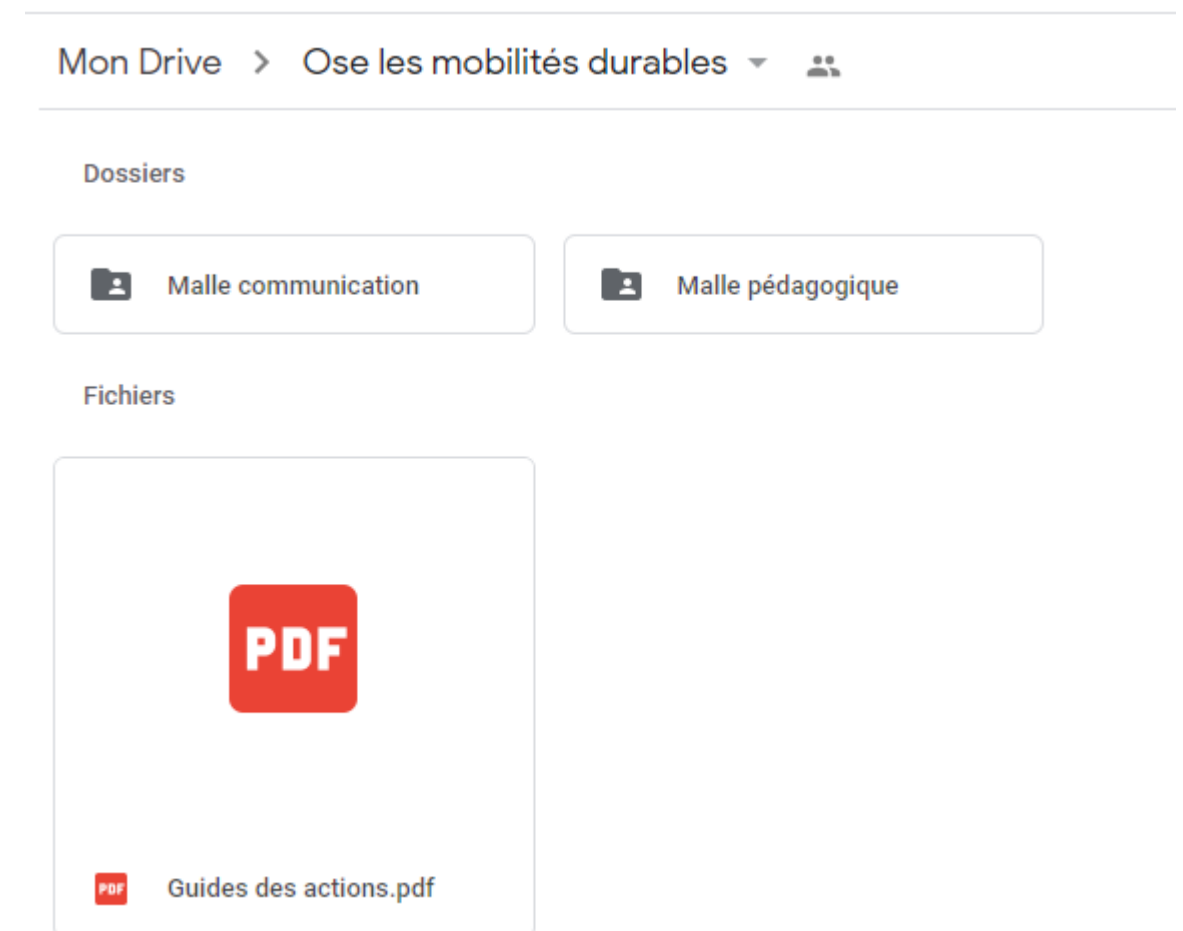 Mon Drive > Ose les mobilités durables
Dossiers
Malle communication
Malle pédagogique
Fichiers
PDF
PDF Guides des actions.pdf